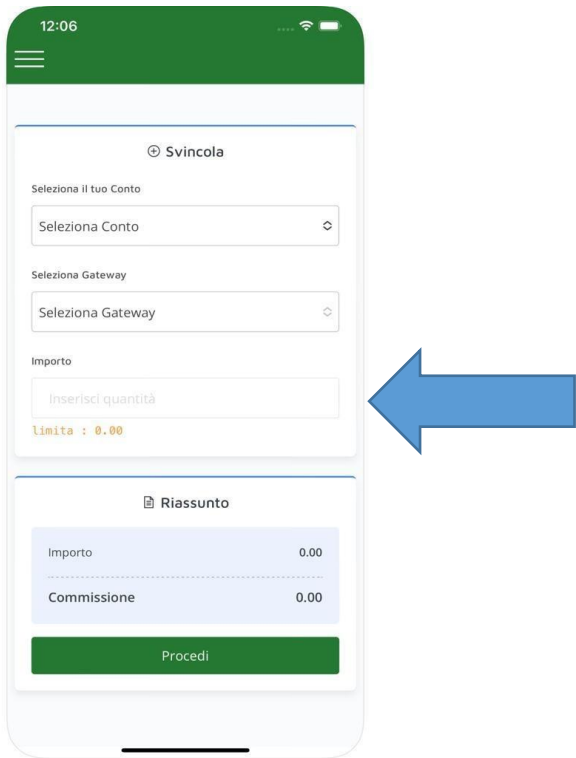 12:06
Svincola
Seleziona il tuo Conto
Seleziona Conto
Seleziona Gateway
Seleziona Gateway
Importo
Inserisci quantità
limita : 0.00
Riassunto
Importo 0.00
Commissione 0.00
Procedi